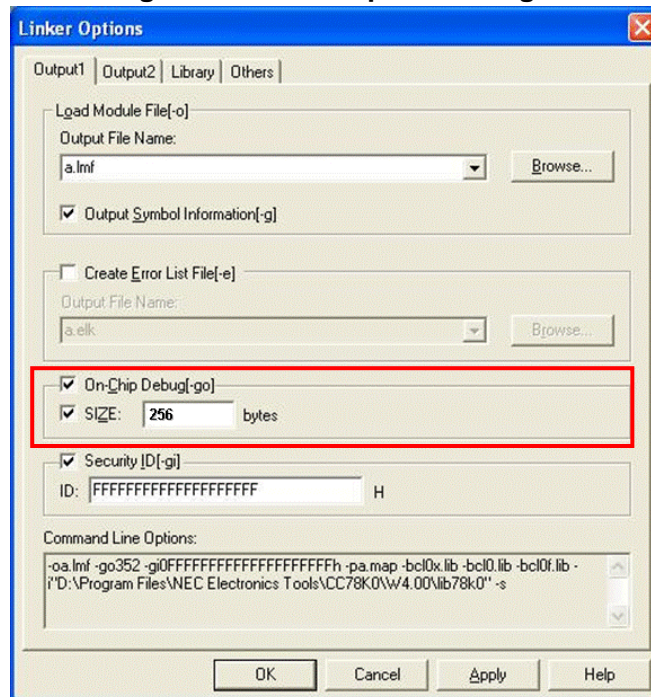 Linker Options
Output1 Output2 Library Others
Load Module File[-o]
Output File Name:
a.lmf Browse...
Output Symbol Information[-g]
Create Error List File[-e]
Output File Name:
a.elk Browse...
On-Chip Debug[-go]
SIZE: 256 bytes
Security ID[-gi]
ID: FFFFFFFFFFFFFFFFFFFF H
Command Line Options:
-oa.lmf -go352 -gi0FFFFFFFFFFFFFFFFFFFFh -pa.map -bcl0x.lib -bcl0.lib -bcl0f.lib -
i"D:\Program Files\NEC Electronics Tools\CC78K0\W4.00\lib78k0" -s
OK Cancel Apply Help